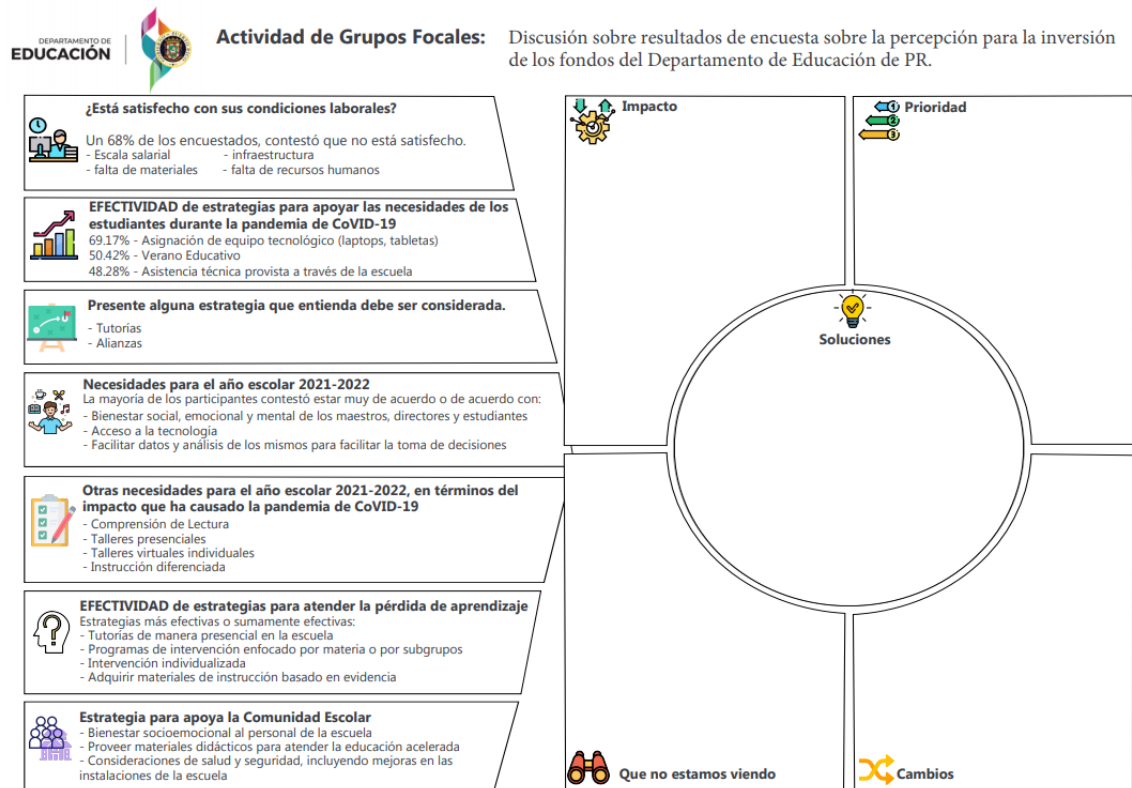 DEPARTAMENTO DE
EDUCACIÓN
Actividad de Grupos Focales:
Discusión sobre resultados de encuesta sobre la percepción para la inversión
de los fondos del Departamento de Educación de PR.
¿Está satisfecho con sus condiciones laborales?
Un 68% de los encuestados, contestó que no está satisfecho.
- Escala salarial - infraestructura
- falta de materiales - falta de recursos humanos
EFECTIVIDAD de estrategias para apoyar las necesidades de los
estudiantes durante la pandemia de CoVID-19
69.17% - Asignación de equipo tecnológico (laptops, tabletas)
50.42% - Verano Educativo
48.28% - Asistencia técnica provista a través de la escuela
Presente alguna estrategia que entienda debe ser considerada.
- Tutorías
- Alianzas
Necesidades para el año escolar 2021-2022
La mayoría de los participantes contestó estar muy de acuerdo o de acuerdo con:
- Bienestar social, emocional y mental de los maestros, directores y estudiantes
- Acceso a la tecnología
- Facilitar datos y análisis de los mismos para facilitar la toma de decisiones
Otras necesidades para el año escolar 2021-2022, en términos del
impacto que ha causado la pandemia de CoVID-19
- Comprensión de Lectura
- Talleres presenciales
- Talleres virtuales individuales
- Instrucción diferenciada
EFECTIVIDAD de estrategias para atender la pérdida de aprendizaje
Estrategias más efectivas o sumamente efectivas:
- Tutorías de manera presencial en la escuela
- Programas de intervención enfocado por materia o por subgrupos
- Intervención individualizada
- Adquirir materiales de instrucción basado en evidencia
Estrategia para apoya la Comunidad Escolar
- Bienestar socioemocional al personal de la escuela
- Proveer materiales didácticos para atender la educación acelerada
- Consideraciones de salud y seguridad, incluyendo mejoras en las
instalaciones de la escuela
Impacto
1
2
3
Prioridad
Soluciones
Que no estamos viendo
Cambios